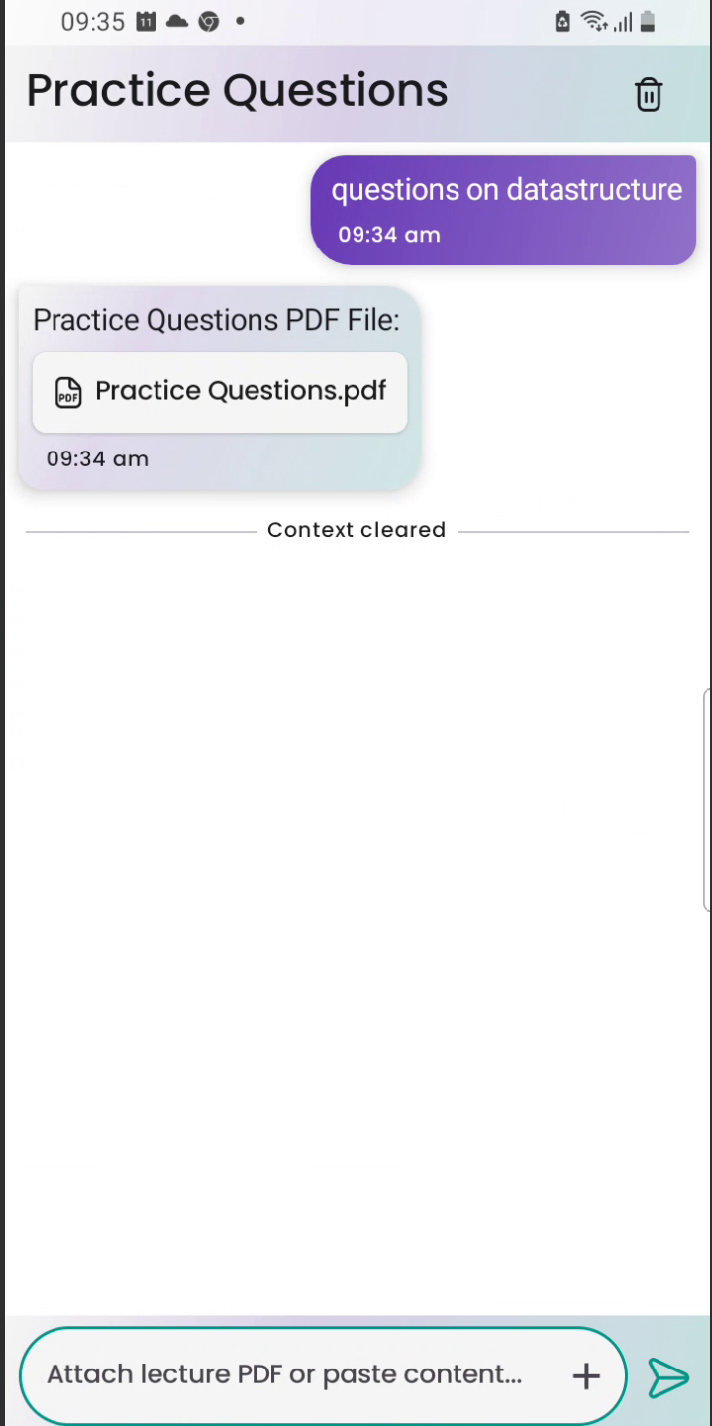 09:35
11
Practice Questions
questions on datastructure
09:34 am
Practice Questions PDF File:
PDF
Practice Questions.pdf
09:34 am
Context cleared
Attach lecture PDF or paste content...